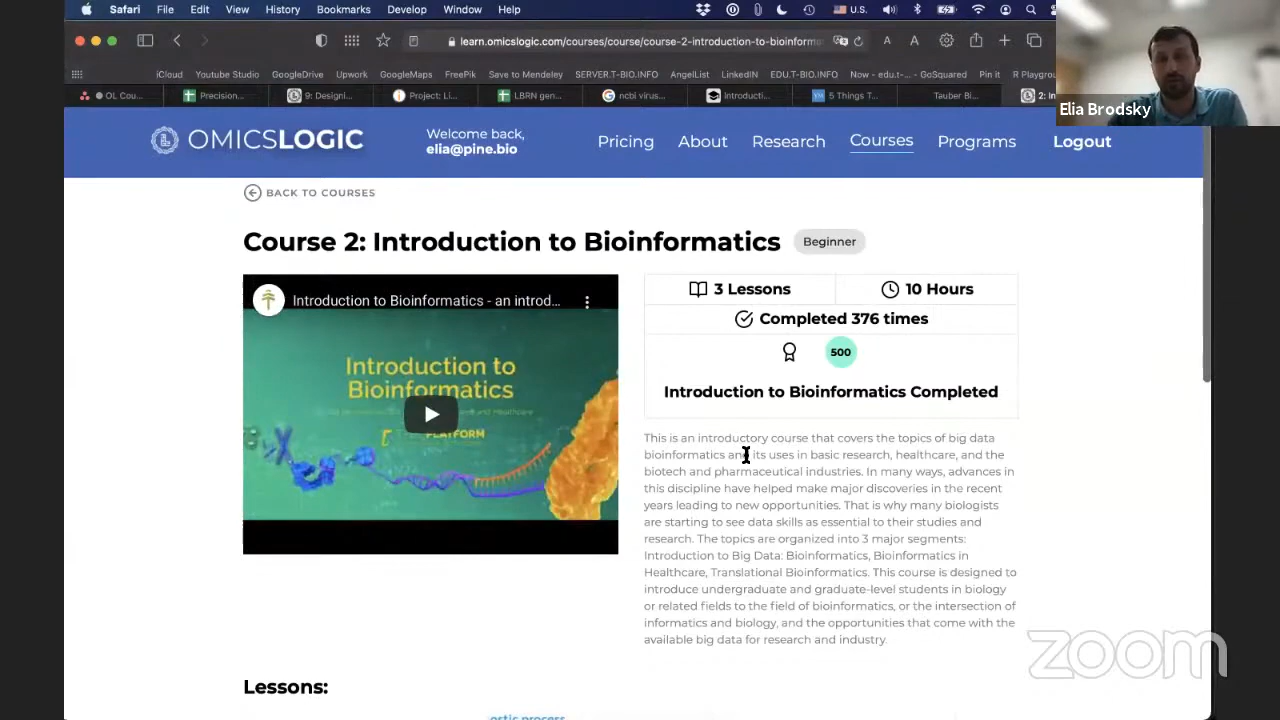 Safari File Edit View History Bookmarks Develop Window Help U.S.
learn.omicslogic.com/courses/course/course-2-introduction-to-bioinform
iCloud Youtube Studio GoogleDrive Upwork GoogleMaps FreePik Save to Mendeley SERVER.T-BIO.INFO AngelList LinkedIN EDU.T-BIO.INFO Now - edu.t-... - GoSquared Pin it R Playgrou
OL Cou... Precision... 9: Designi... Project: Li... LBRN gen... ncbi virus... introducti... 5 Things T... Tauber Bi... 2: In
Elia Brodsky
OMICSLOGIC
Welcome back,
elia@pine.bio
Pricing About Research Courses Programs Logout
BACK TO COURSES
Course 2: Introduction to Bioinformatics Beginner
Introduction to Bioinformatics - an introd...
Introduction to
Bioinformatics
PLATFORM
3 Lessons 10 Hours
Completed 376 times
500
Introduction to Bioinformatics Completed
This is an introductory course that covers the topics of big data
bioinformatics and its uses in basic research, healthcare, and the
biotech and pharmaceutical industries. In many ways, advances in
this discipline have helped make major discoveries in the recent
years leading to new opportunities. That is why many biologists
are starting to see data skills as essential to their studies and
research. The topics are organized into 3 major segments:
Introduction to Big Data: Bioinformatics, Bioinformatics in
Healthcare, Translational Bioinformatics. This course is designed to
introduce undergraduate and graduate-level students in biology
or related fields to the field of bioinformatics, or the intersection of
informatics and biology, and the opportunities that come with the
available big data for research and industry.
zoom
Lessons:
ostic process